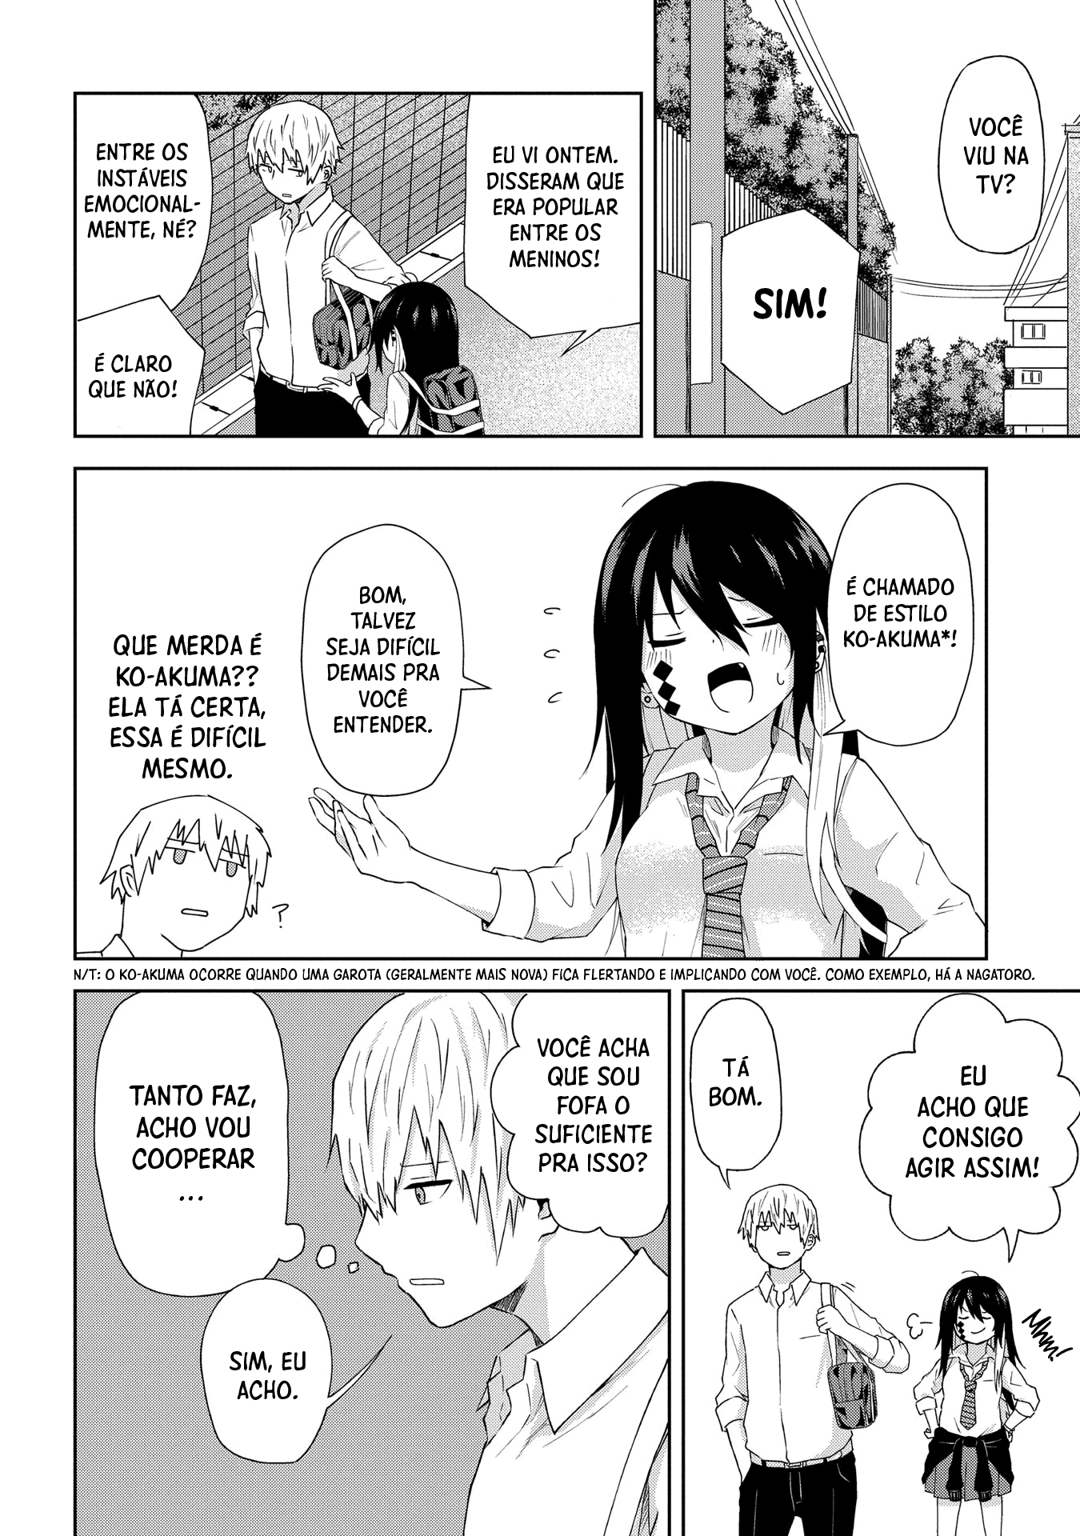 VOCÊ
VIU NA
TV?
SIM!
EU VI ONTEM.
DISSERAM QUE
ERA POPULAR
ENTRE OS
MENINOS!
ENTRE OS
INSTÁVEIS
EMOCIONAL-
MENTE, NÉ?
É CLARO
QUE NÃO!
É CHAMADO
DE ESTILO
KO-AKUMA*!
BOM,
TALVEZ
SEJA DIFÍCIL
DEMAIS PRA
VOCÊ
ENTENDER.
QUE MERDA É
KO-AKUMA??
ELA TÁ CERTA,
ESSA É DIFÍCIL
MESMO.
?
N/T: O KO-AKUMA OCORRE QUANDO UMA GAROTA (GERALMENTE MAIS NOVA) FICA FLERTANDO E IMPLICANDO COM VOCÊ. COMO EXEMPLO, HÁ A NAGATORO.
EU
ACHO QUE
CONSIGO
AGIR ASSIM!
TÁ
BOM.
MHM!
VOCÊ ACHA
QUE SOU
FOFA O
SUFICIENTE
PRA ISSO?
TANTO FAZ,
ACHO VOU
COOPERAR
...
SIM, EU
ACHO.